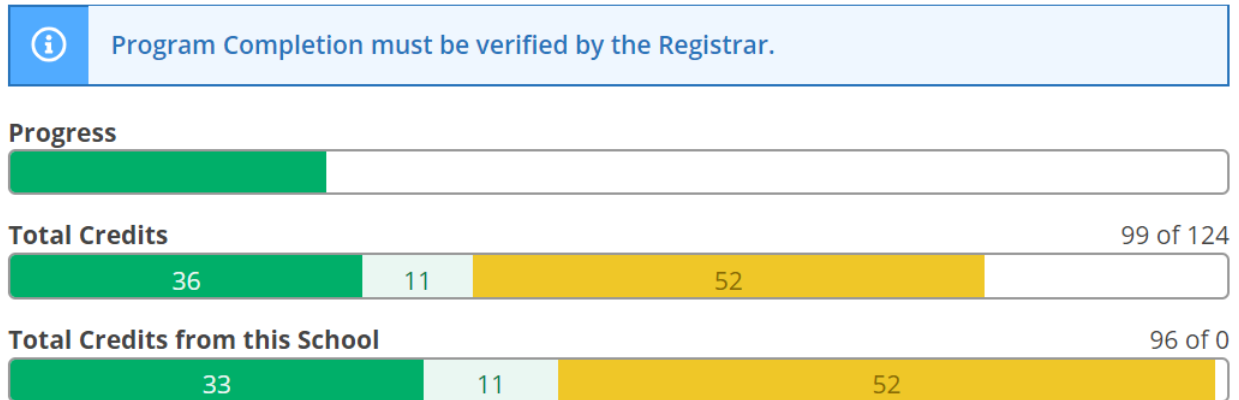 Program Completion must be verified by the Registrar.
Progress
Total Credits 99 of 124
36 11 52
Total Credits from this School 96 of 0
33 11 52